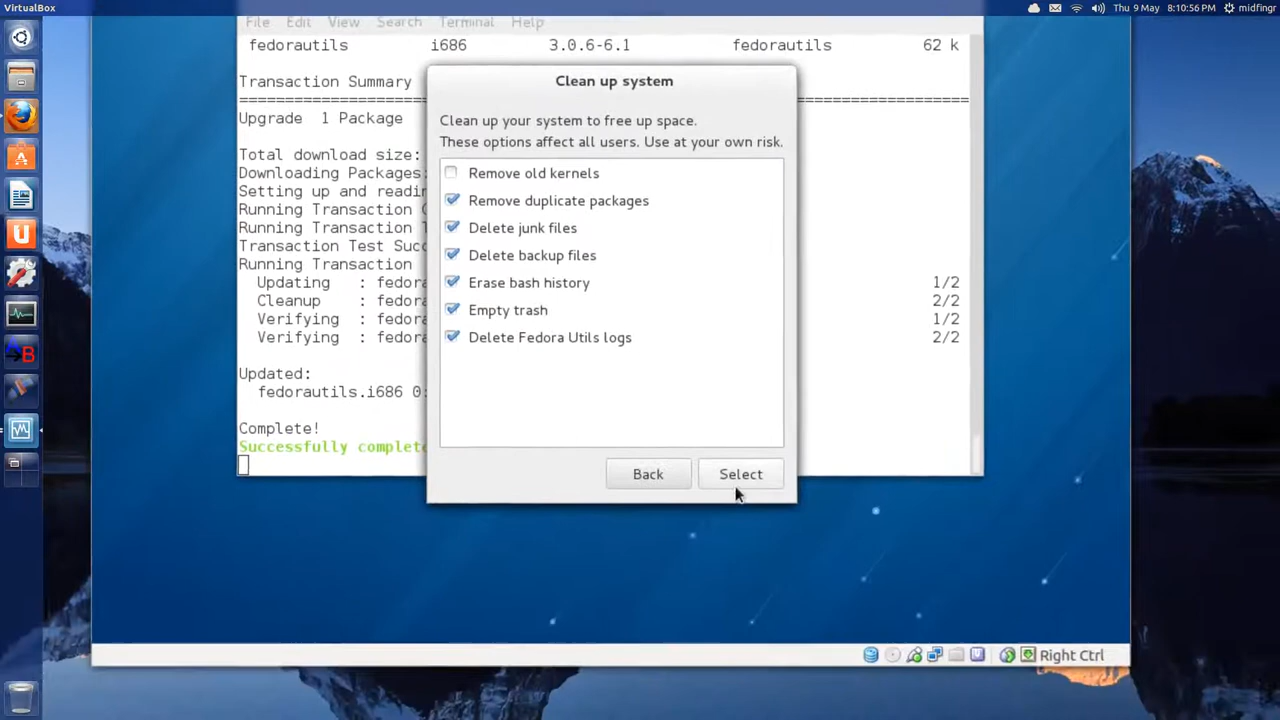 VirtualBox
Thu 9 May 8:10:56 PM midfingr
File Edit View Search Terminal Help
fedorautils i686 3.0.6-6.1 fedorautils 62 k
Transaction Summary
Upgrade 1 Package
Total download size:
Downloading Packages:
Setting up and readin
Running Transaction
Running Transaction
Transaction Test Succ
Running Transaction
Updating : fedor 1/2
Cleanup : fedor 2/2
Verifying : fedor 1/2
Verifying : fedor 2/2
Updated:
fedorautils.i686 0:
Complete!
Successfully complete
Clean up system
Clean up your system to free up space.
These options affect all users. Use at your own risk.
Remove old kernels
Remove duplicate packages
Delete junk files
Delete backup files
Erase bash history
Empty trash
Delete Fedora Utils logs
Back Select
Right Ctrl